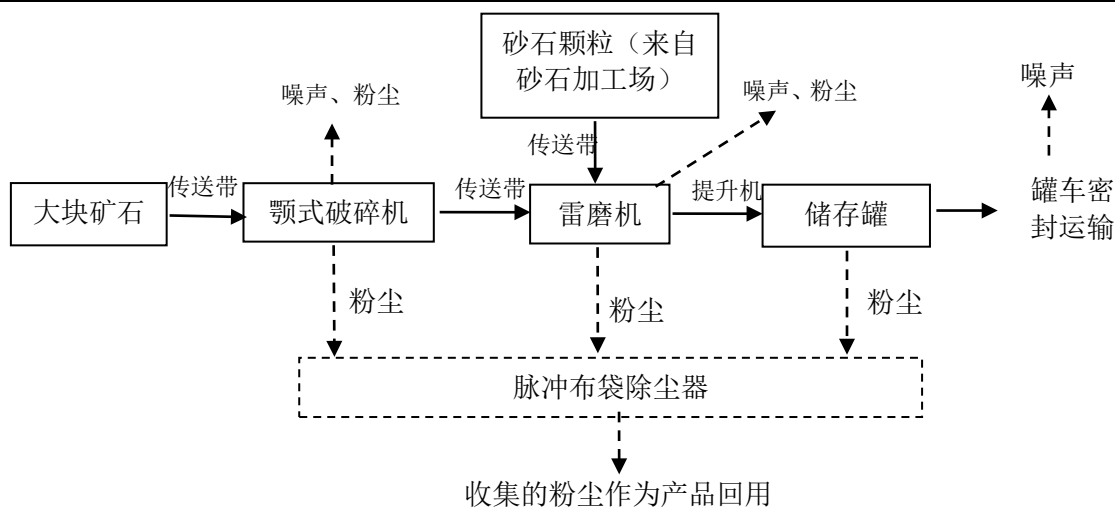 砂石颗粒（来自
砂石加工场）
噪声、粉尘
噪声、粉尘
噪声
传送带
传送带
传送带
提升机
大块矿石
颚式破碎机
雷磨机
储存罐
罐车密
封运输
粉尘
粉尘
粉尘
脉冲布袋除尘器
收集的粉尘作为产品回用